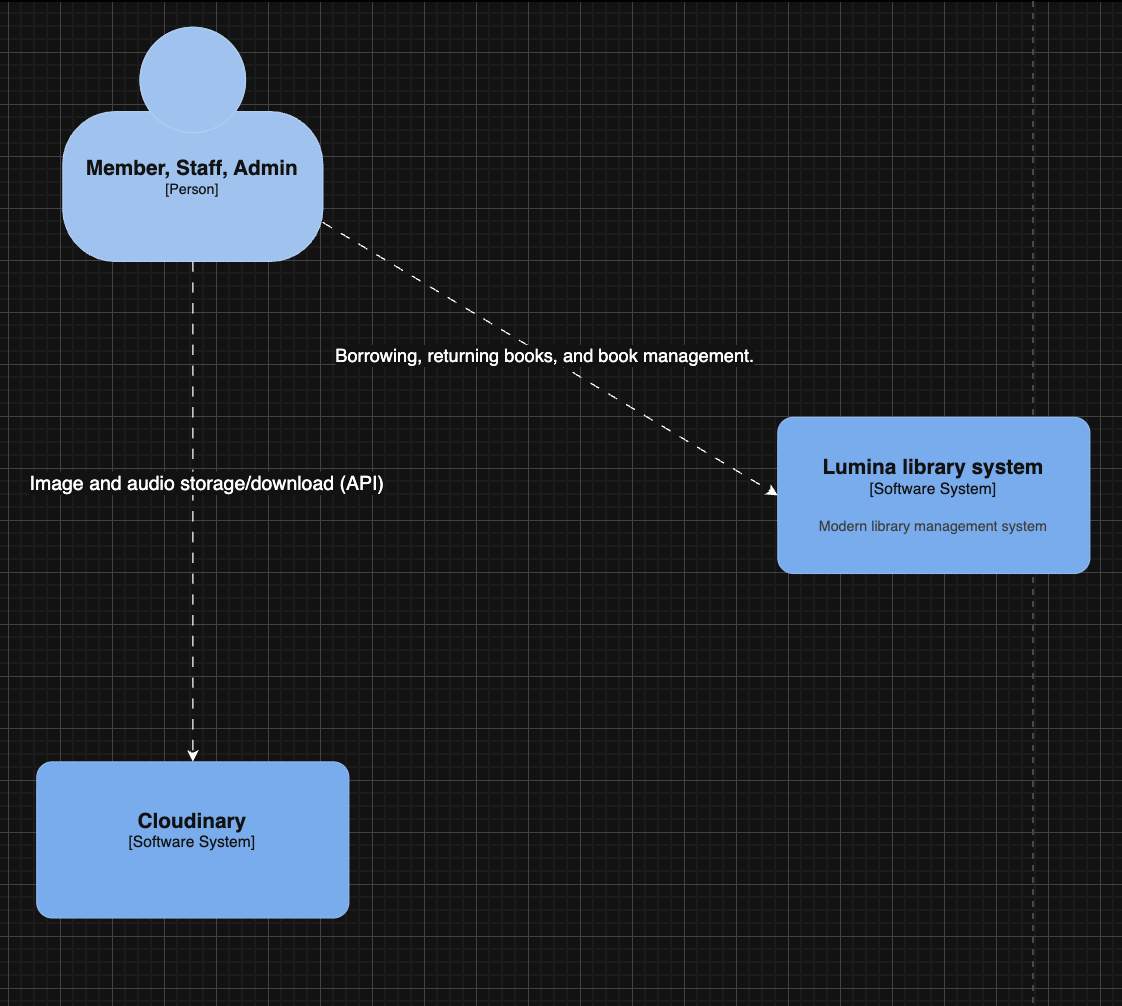 Member, Staff, Admin
[Person]
Borrowing, returning books, and book management.
Lumina library system
[Software System]
Modern library management system
Image and audio storage/download (API)
Cloudinary
[Software System]